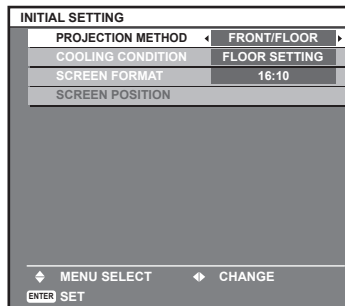 INITIAL SETTING
PROJECTION METHOD FRONT/FLOOR
COOLING CONDITION FLOOR SETTING
SCREEN FORMAT 16:10
SCREEN POSITION
MENU SELECT CHANGE
ENTER SET